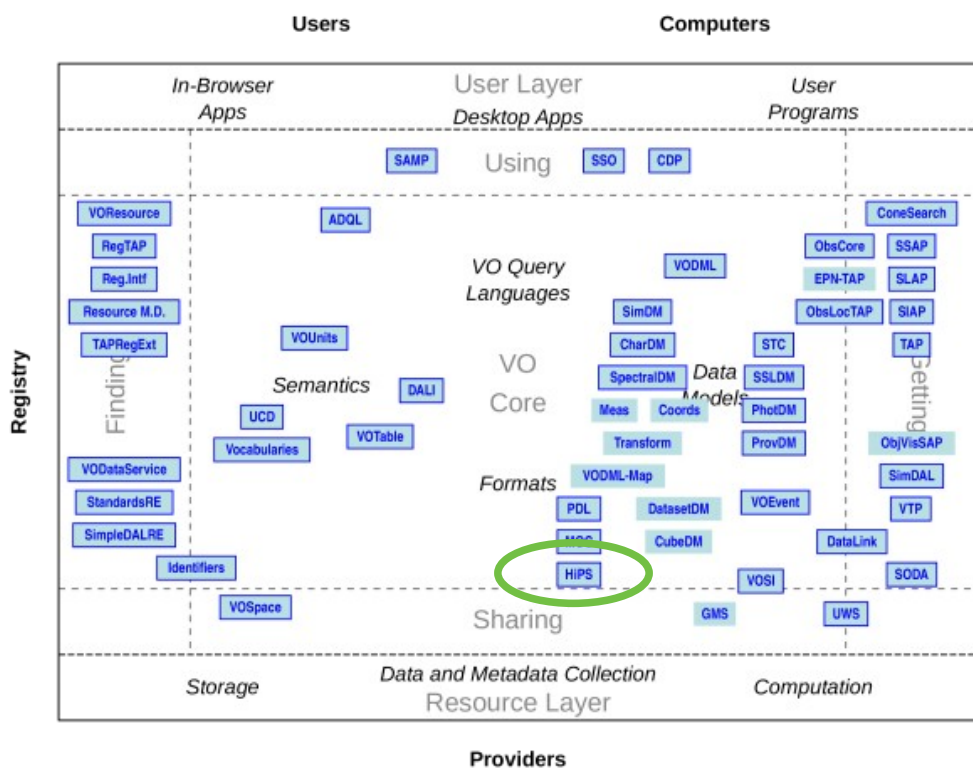 Users
Computers
In-Browser
Apps
User Layer
Desktop Apps
User
Programs
SAMP
Using
SSO
CDP
VOResource
ADQL
ConeSearch
RegTAP
ObsCore
SSAP
Reg.Intf
VO Query
Languages
VODML
EPN-TAP
SLAP
Resource M.D.
SimDM
ObsLocTAP
SIAP
TAPRegExt
VOUnits
CharDM
STC
TAP
Registry
Finding
Semantics
DALI
VO
Core
SpectralDM
Data
Models
SSLDM
Getting
UCD
Meas
Coords
PhotDM
Vocabularies
VOTable
Transform
ProvDM
ObjVisSAP
VODataService
Formats
VODML-Map
SimDAL
StandardsRE
PDL
DatasetDM
VOEvent
VTP
SimpleDALRE
MOC
CubeDM
DataLink
Identifiers
HiPS
VOSI
SODA
VOSpace
Sharing
GMS
UWS
Storage
Data and Metadata Collection
Resource Layer
Computation
Providers